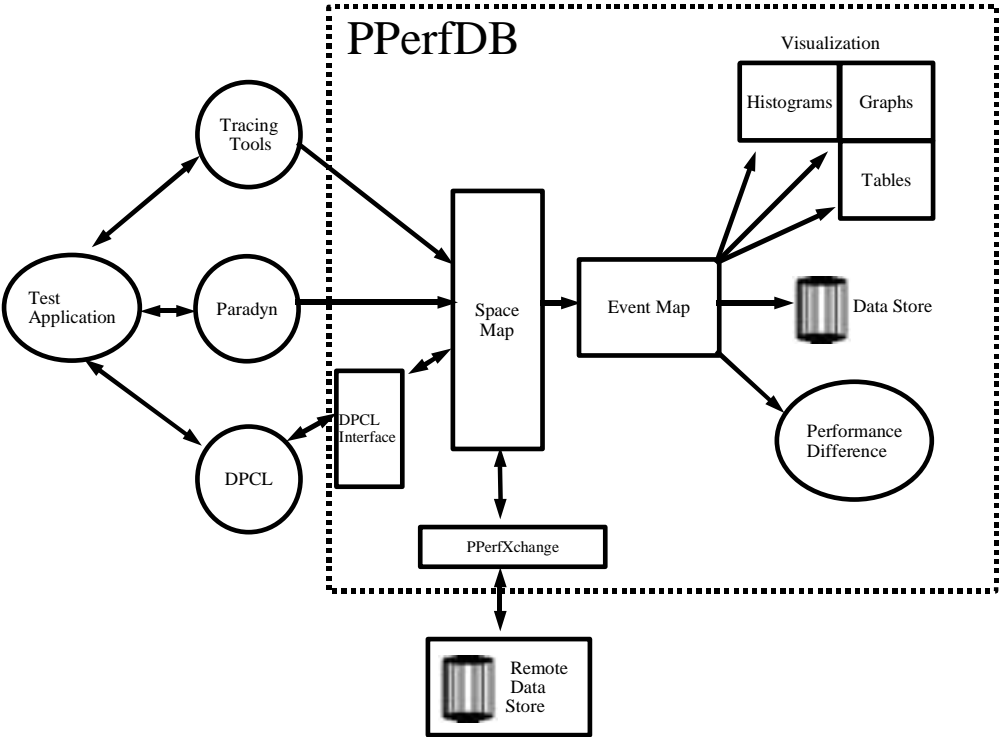 PPerfDB
Visualization
Histograms
Graphs
Tables
Tracing
Tools
Test
Application
Paradyn
DPCL
DPCL
Interface
Space
Map
Event Map
Data Store
Performance
Difference
PPerfXchange
Remote
Data
Store